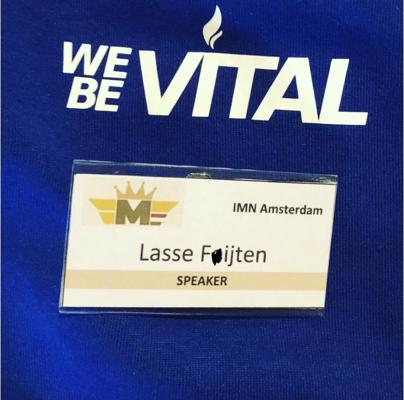 WE
BE VITAL
M
IMN Amsterdam
Lasse
SPEAKER